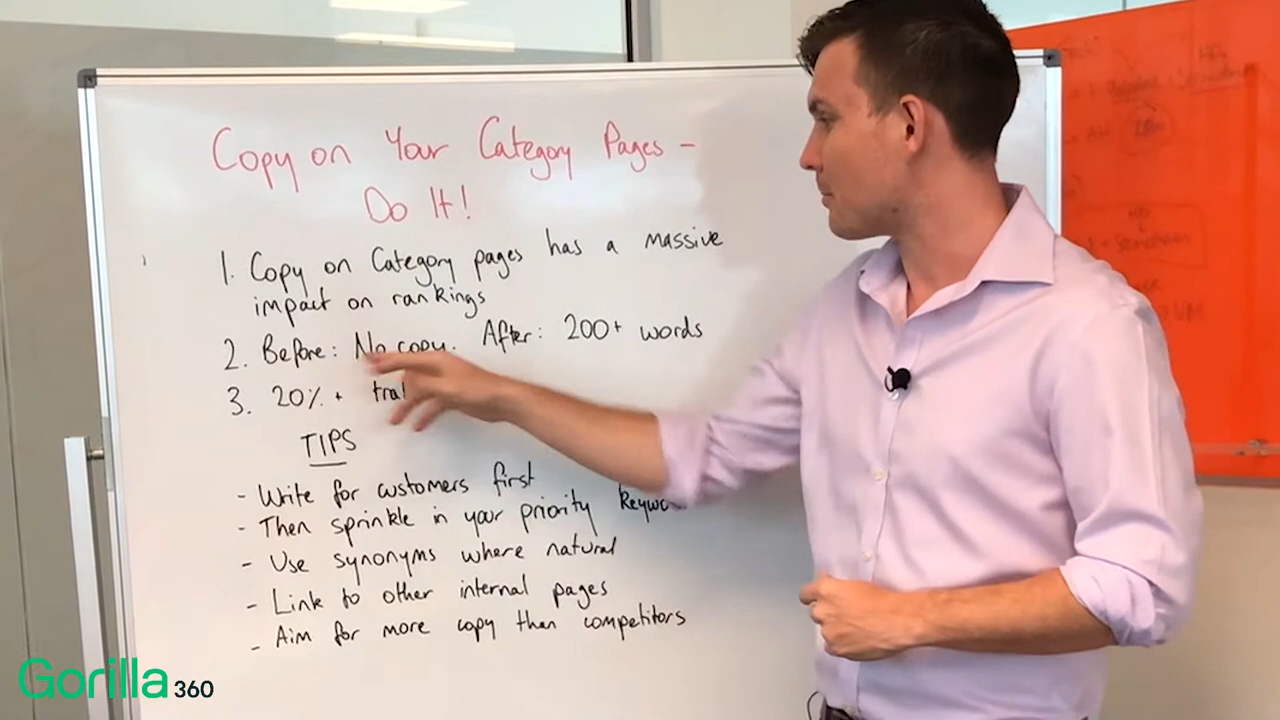 Copy on Your Category Pages -
Do It!
1. Copy on Category pages has a massive
impact on rankings
2. Before: No copy. After: 200+ words
3. 20% +
TIPS
- Write for customers first
- Then sprinkle in your priority
- Use synonyms where natural
- Link to other internal pages
- Aim for more copy than competitors
Gorilla 360